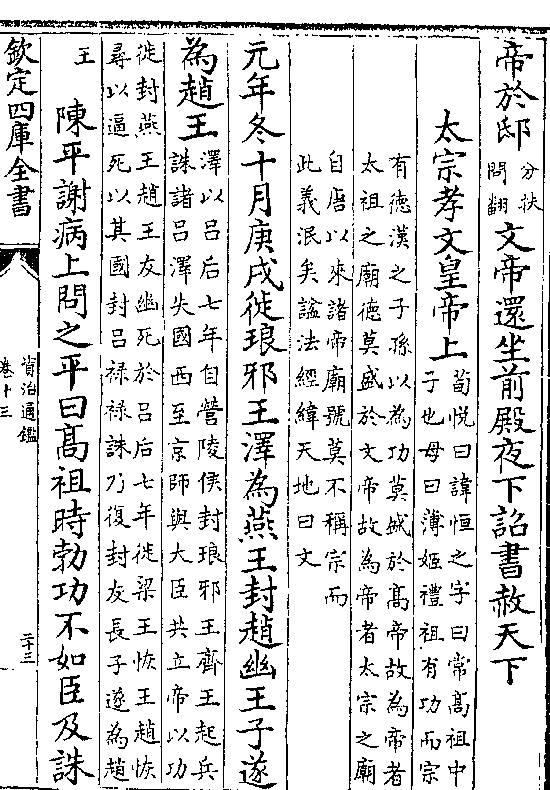 帝於邸
分扶
問翻
文帝還坐前殿夜下詔書赦天下
太宗孝文皇帝上
荀悅曰諱恒之字曰常高祖中
子也母曰薄姬禮祖有功而宗
有德漢之子孫以為功莫盛於高帝故為帝者
太祖之廟德莫盛於文帝故為帝者太宗之廟
自唐以來諸帝廟號莫不稱宗而
此義泯矣諡法經緯天地曰文
元年冬十月庚戌徙琅邪王澤為燕王封趙幽王子遂
為趙王
澤以吕后七年自營陵侯封琅邪王齊王起兵
誅諸吕澤失國西至京師與大臣共立帝以功
徙封燕王趙王友幽死於吕后七年徙梁王恢王趙恢
尋以逼死以其國封吕禄禄誅乃復封友長子遂為趙
王
陳平謝病上問之平曰髙祖時勃功不如臣及誅
欽定四庫全書
資治通鑑
卷十三
二十三